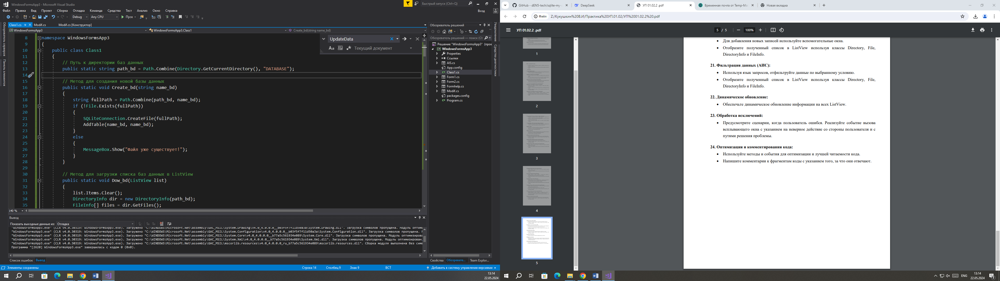 WindowsFormsApp3 - Microsoft Visual Studio
Быстрый запуск (Ctrl+Q)
Файл Правка Вид Проект Сборка Отладка Команда Средства Тест Анализ Окно Справка
Вход
Debug Any CPU Пуск
Class1.cs Modif.cs Modif.cs [Конструктор]
WindowsFormsApp3 WindowsFormsApp3.Class1 Create_bd(string name_bd)
Обозреватель серверов
Панель элементов
UpdateData
Текущий документ
8 namespace WindowsFormsApp3
9 {
10 public class Class1
11 {
12 // Путь к директории баз данных
13 public static string path_bd = Path.Combine(Directory.GetCurrentDirectory(), "DATABASE");
14
15 // Метод для создания новой базы данных
16 public static void Create_bd(string name_bd)
17 {
18 string fullPath = Path.Combine(path_bd, name_bd);
19 if (!File.Exists(fullPath))
20 {
21 SQLiteConnection.CreateFile(fullPath);
22 AddTable(name_bd, name_bd);
23 }
24 else
25 {
26 MessageBox.Show("Файл уже существует!");
27 }
28 }
29
30 // Метод для загрузки списка баз данных в ListView
31 public static void Dow_bd(ListView list)
32 {
33 list.Items.Clear();
34 DirectoryInfo dir = new DirectoryInfo(path_bd);
35 FileInfo[] files = dir.GetFiles();
140 %
Вывод
Показать выходные данные из: Отладка
"WindowsFormsApp3.exe" (CLR v4.0.30319: WindowsFormsApp3.exe). Загружено "C:\WINDOWS\Microsoft.Net\assembly\GAC_MSIL\System.Drawing\v4.0_4.0.0.0__b03f5f7f11d50a3a\System.Drawing.dll". Загрузка символов пропущена. Модуль оптим
"WindowsFormsApp3.exe" (CLR v4.0.30319: WindowsFormsApp3.exe). Загружено "C:\WINDOWS\Microsoft.Net\assembly\GAC_MSIL\System.Configuration\v4.0_4.0.0.0__b03f5f7f11d50a3a\System.Configuration.dll". Загрузка символов пропущена.
"WindowsFormsApp3.exe" (CLR v4.0.30319: WindowsFormsApp3.exe). Загружено "C:\WINDOWS\Microsoft.Net\assembly\GAC_MSIL\System.Core\v4.0_4.0.0.0__b77a5c561934e089\System.Core.dll". Загрузка символов пропущена. Модуль оптимизирова
"WindowsFormsApp3.exe" (CLR v4.0.30319: WindowsFormsApp3.exe). Загружено "C:\WINDOWS\Microsoft.Net\assembly\GAC_MSIL\System.Xml\v4.0_4.0.0.0__b77a5c561934e089\System.Xml.dll". Загрузка символов пропущена. Модуль оптимизирован
"WindowsFormsApp3.exe" (CLR v4.0.30319: WindowsFormsApp3.exe). Загружено "C:\WINDOWS\Microsoft.Net\assembly\GAC_MSIL\mscorlib.resources\v4.0_4.0.0.0_ru_b77a5c561934e089\mscorlib.resources.dll". Сборка модуля выполнена без симв
Программа "[2620] WindowsFormsApp3.exe" завершилась с кодом 0 (0x0).
Список ошибок Вывод
Элементы сохранены Строка 14 Столбец 9 Знак 9 ВСТ Добавить в систему управления версиями
13:14
22.05.2024
Обозреватель решений
Обозреватель решений — поиск (Ct
Решение "WindowsFormsApp3" (прое
WindowsFormsApp3
Properties
Ссылки
AIS.cs
App.config
Class1.cs
Form1.cs
Form2.cs
Formhelp.cs
Modif.cs
packages.config
Program.cs
Свойства Обозревате... Team Explor...
Уведомления
Средства диагностики
GitHub - dEN5-tech/sqlite-my-c DeepSeek УП 01.02.2 .pdf Временная почта от Temp-Mai Новая вкладка
Файл Z:/Кукушкин%20В.И/Практика%20УП.01.02/УП%2001.02.2%20.pdf
УП 01.02.2 .pdf 5 / 5 100%
1
2
3
4
5
• Для добавления новых записей используйте вспомогательные окна.
• Отобразите полученный список в ListView используя классы Directory, File,
DirectoryInfo и FileInfo.
21. Фильтрация данных (АИС):
• Используя язык запросов, отфильтруйте данные по выбранному условию.
• Отобразите полученный список в ListView используя классы Directory, File,
DirectoryInfo и FileInfo.
22. Динамическое обновление:
• Обеспечьте динамическое обновление информации на всех ListView.
23. Обработка исключений:
• Предусмотрите сценарии, когда пользователь ошибся. Реализуйте событие вызова
всплывающего окна с указанием на неверное действие со стороны пользователя и с
путями решения проблемы.
24. Оптимизация и комментирования кода:
• Используйте методы и события для оптимизации и лучшей читаемости кода.
• Напишите комментарии к фрагментам коды с указанием того, за что они отвечают.
ENG
13:14
22.05.2024